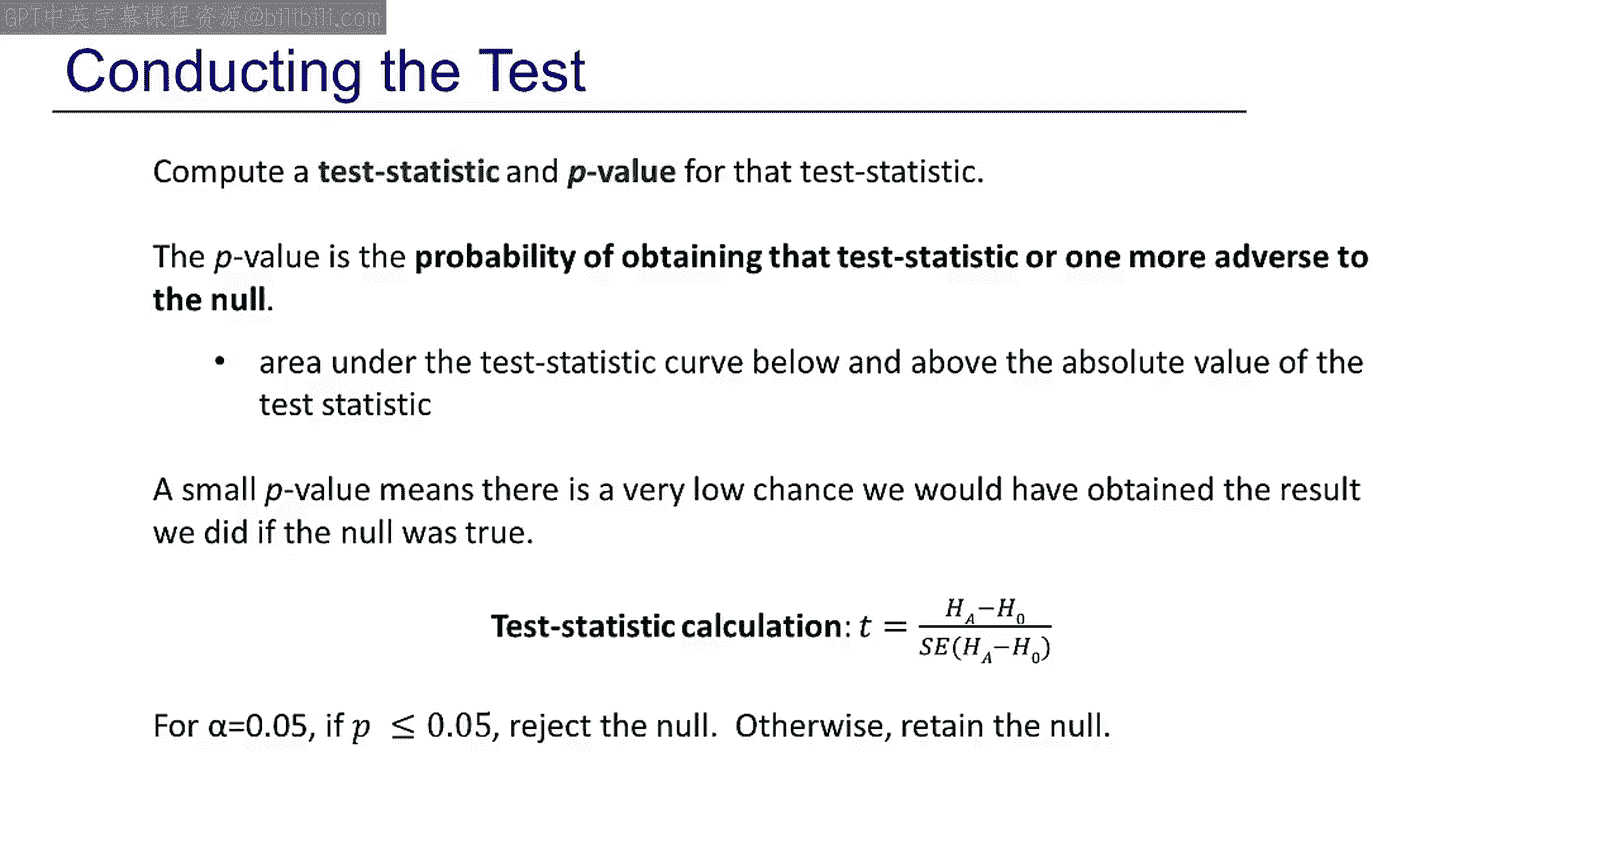 GPT中英字幕课程资源@bilibili.com
Conducting the Test
Compute a test-statistic and p-value for that test-statistic.
The p-value is the probability of obtaining that test-statistic or one more adverse to
the null.
• area under the test-statistic curve below and above the absolute value of the
test statistic
A small p-value means there is a very low chance we would have obtained the result
we did if the null was true.
Test-statistic calculation: t = \frac{H_A-H_0}{SE(H_A-H_0)}
For α=0.05, if p ≤ 0.05, reject the null. Otherwise, retain the null.